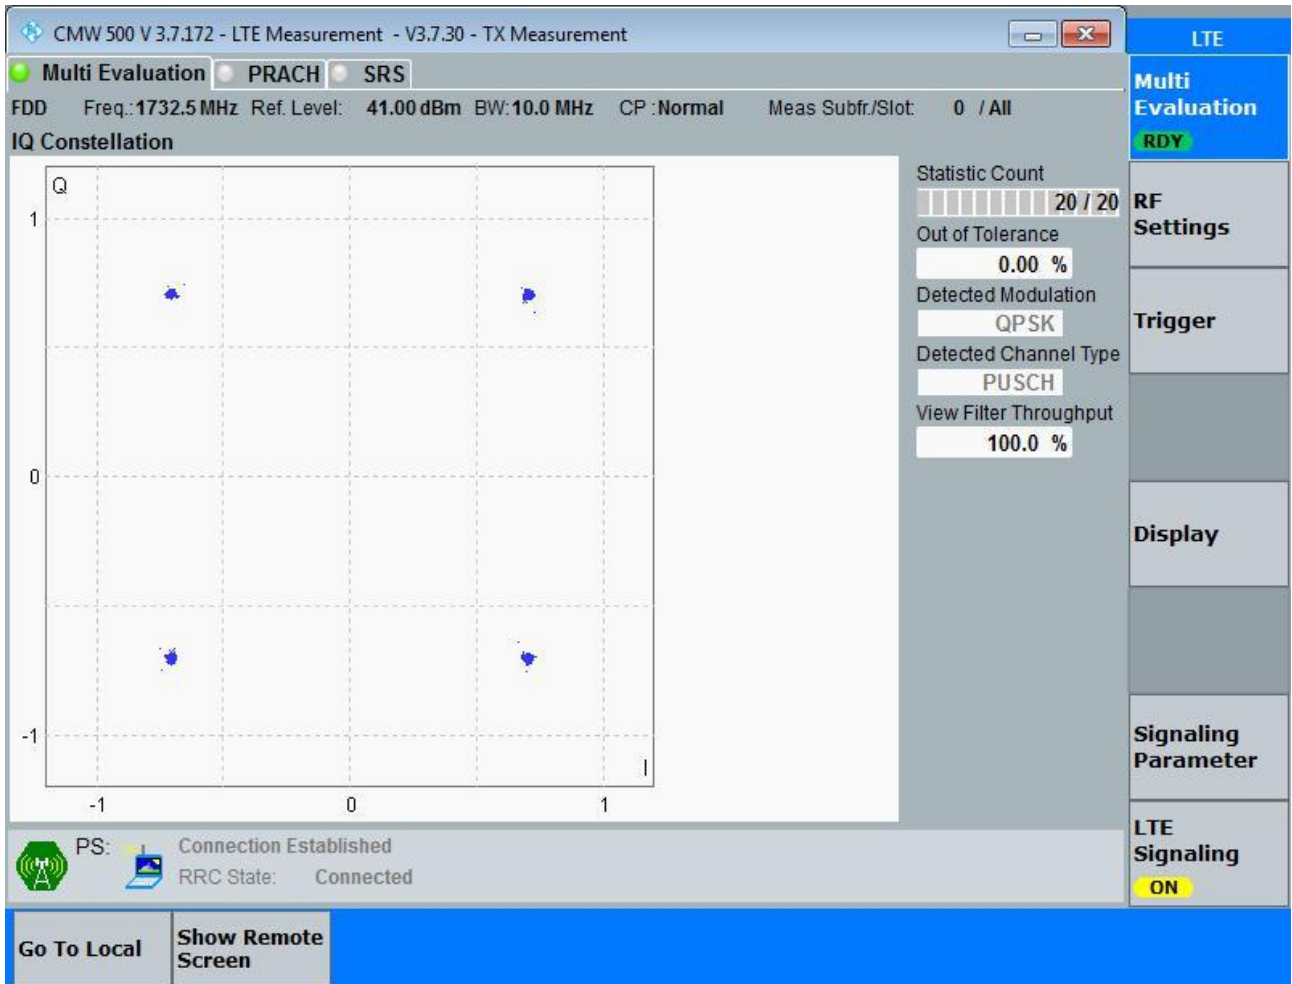 CMW 500 V 3.7.172 - LTE Measurement - V3.7.30 - TX Measurement
LTE
Multi Evaluation PRACH SRS
FDD Freq.:1732.5 MHz Ref. Level: 41.00 dBm BW:10.0 MHz CP :Normal Meas Subfr./Slot: 0 / All
IQ Constellation
Q
1
0
-1
-1 0 1
I
Statistic Count
20 / 20
Out of Tolerance
0.00 %
Detected Modulation
QPSK
Detected Channel Type
PUSCH
View Filter Throughput
100.0 %
Multi
Evaluation
RDY
RF
Settings
Trigger
Display
Signaling
Parameter
LTE
Signaling
ON
PS: Connection Established
RRC State: Connected
Go To Local
Show Remote
Screen